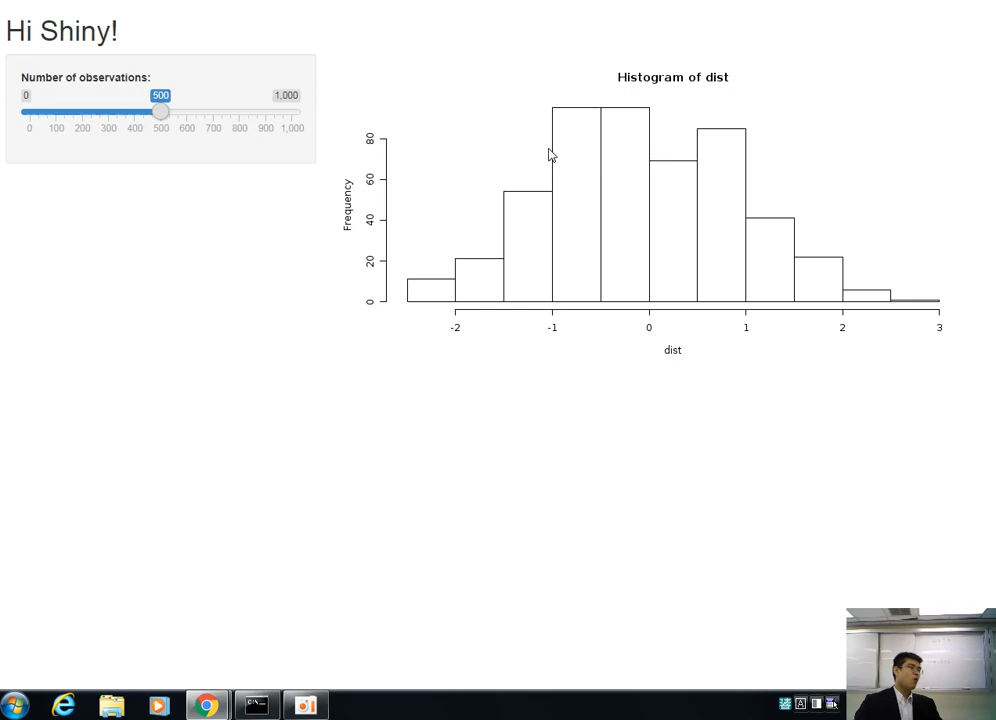 Hi Shiny!
Number of observations:
0 500 1,000
0 100 200 300 400 500 600 700 800 900 1,000
Histogram of dist
Frequency
80
60
40
20
0
-2 -1 0 1 2 3
dist